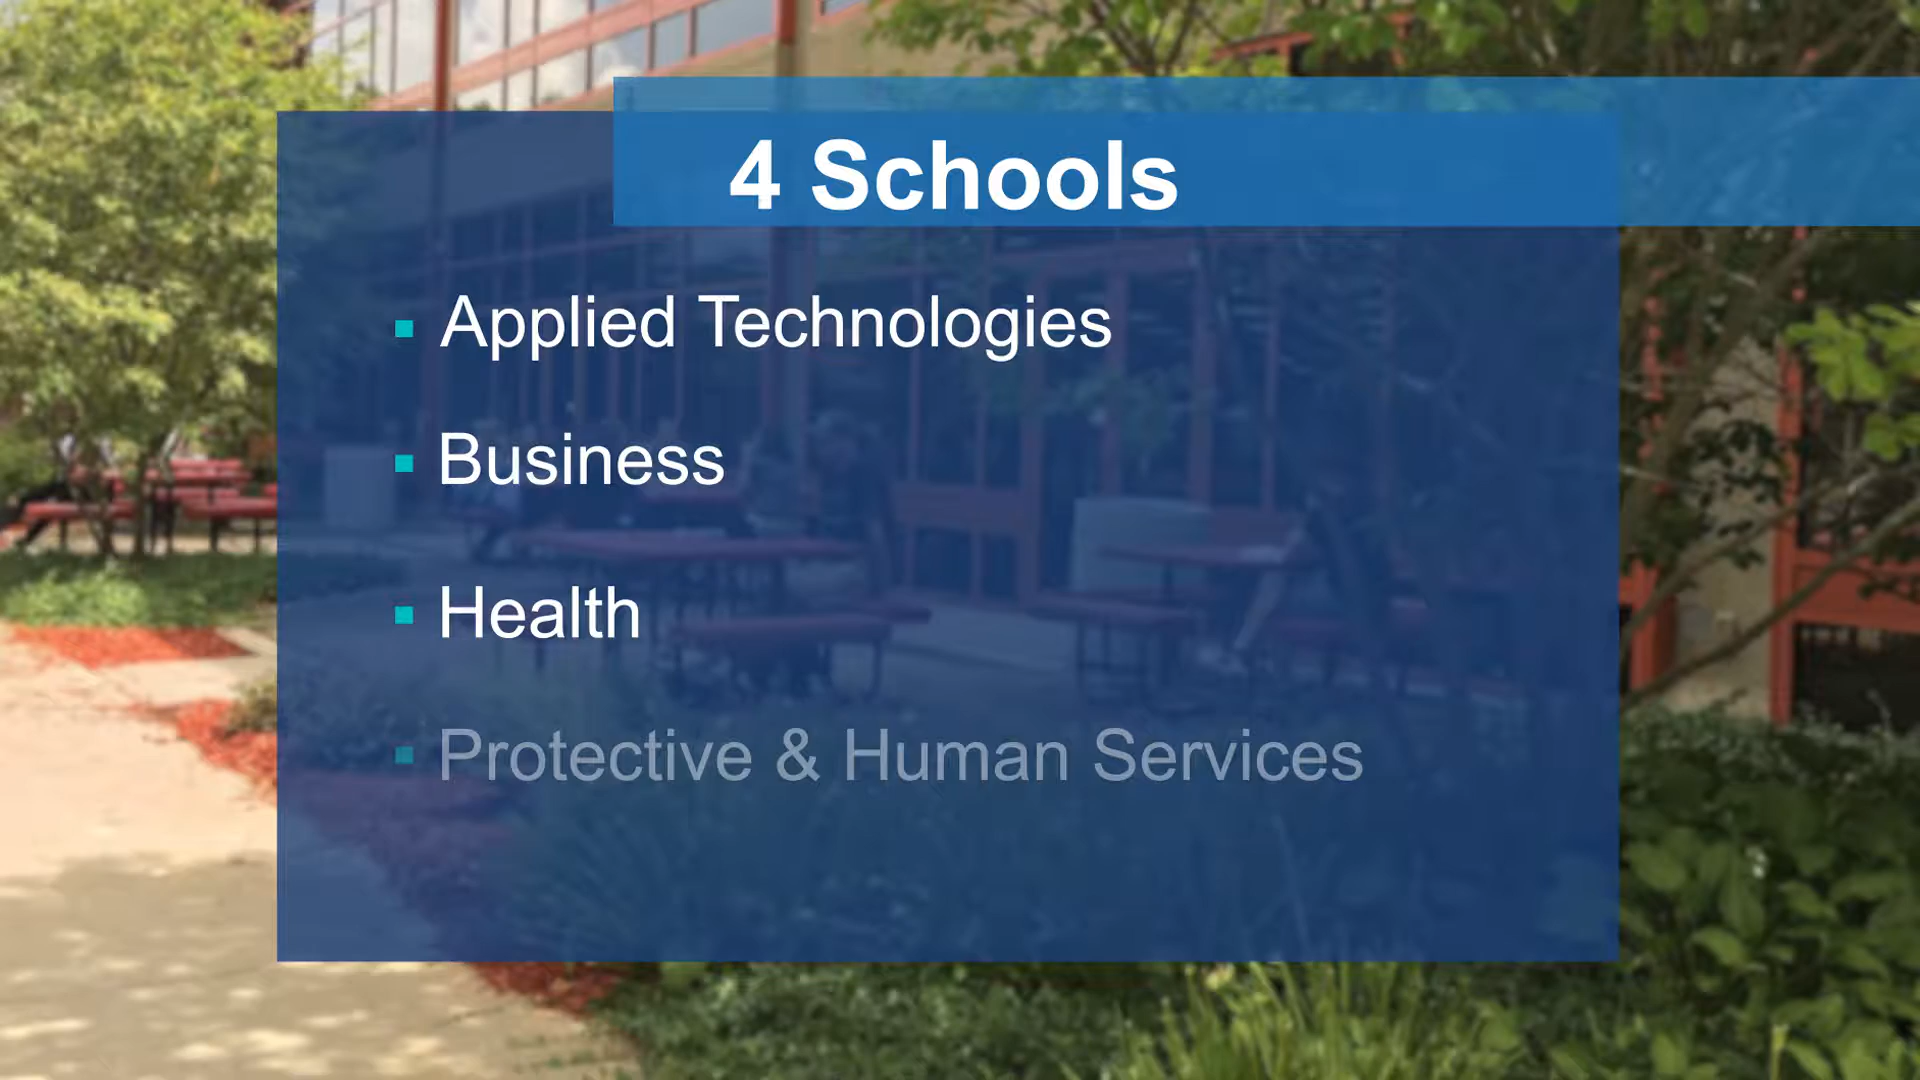 4 Schools
▪ Applied Technologies
▪ Business
▪ Health
▪ Protective & Human Services